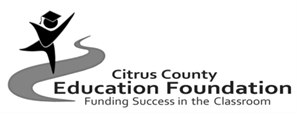 Citrus County
Education Foundation
Funding Success in the Classroom